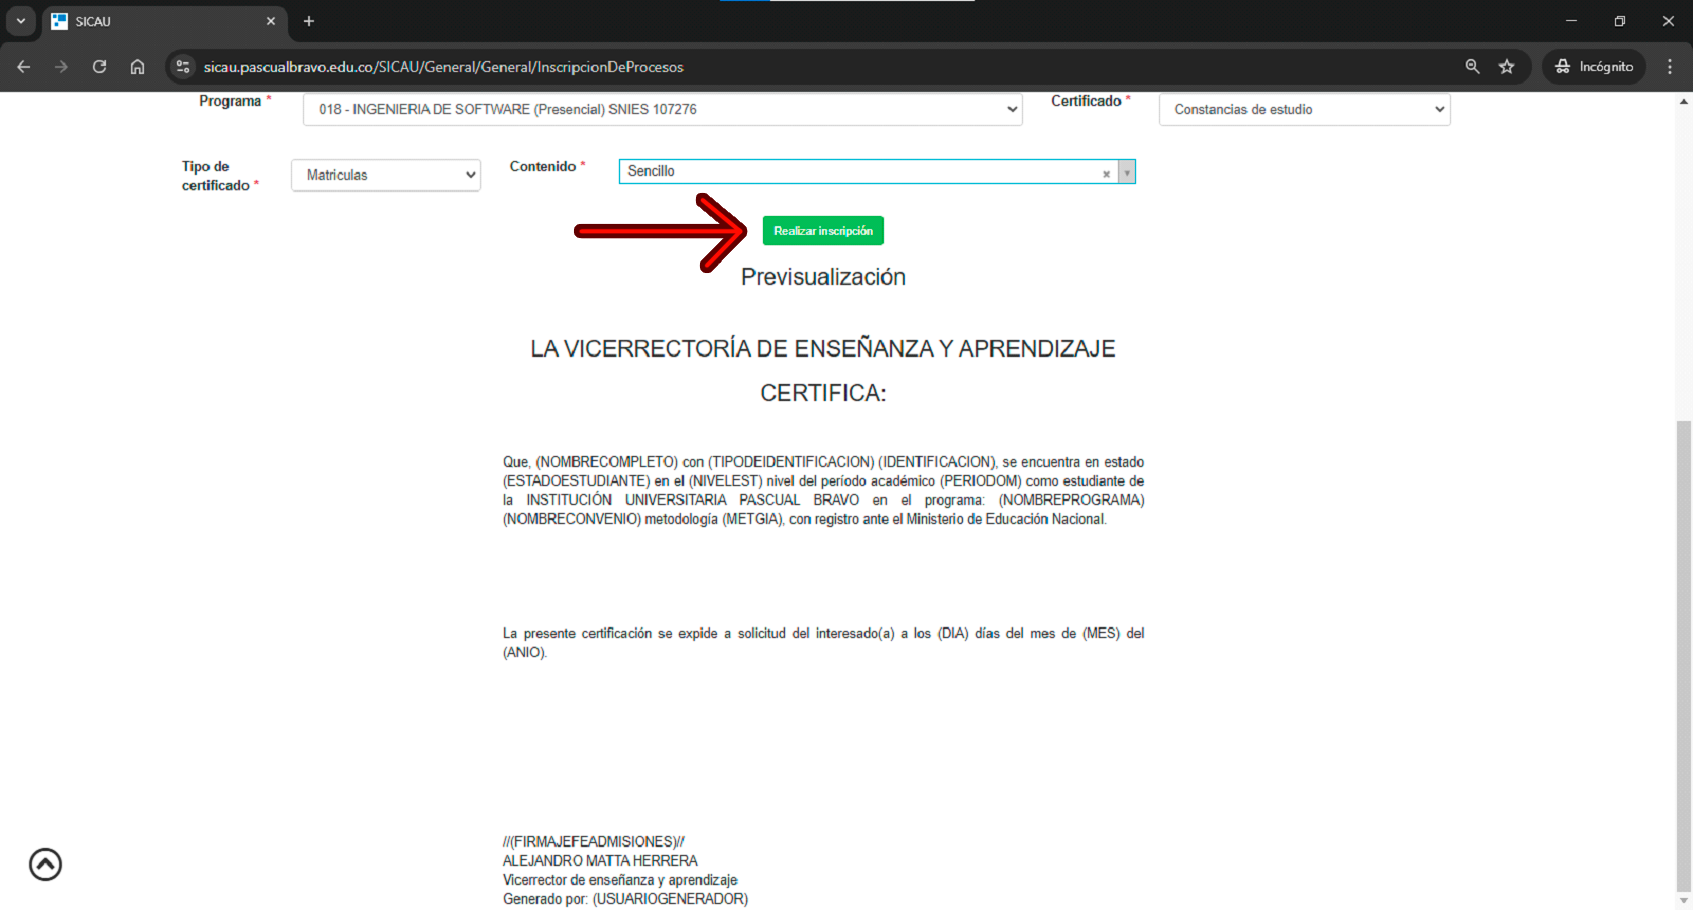 SICAU
sicau.pascualbravo.edu.co/SICAU/General/General/InscripcionDeProcesos
Incógnito
Programa *
018 - INGENIERIA DE SOFTWARE (Presencial) SNIES 107276
Certificado *
Constancias de estudio
Tipo de
certificado *
Matriculas
Contenido *
Sencillo
Realizar inscripción
Previsualización
LA VICERRECTORÍA DE ENSEÑANZA Y APRENDIZAJE
CERTIFICA:
Que, (NOMBRECOMPLETO) con (TIPODEIDENTIFICACION) (IDENTIFICACION), se encuentra en estado
(ESTADOESTUDIANTE) en el (NIVELEST) nivel del período académico (PERIODOM) como estudiante de
la INSTITUCIÓN UNIVERSITARIA PASCUAL BRAVO en el programa: (NOMBREPROGRAMA)
(NOMBRECONVENIO) metodología (METGIA), con registro ante el Ministerio de Educación Nacional.
La presente certificación se expide a solicitud del interesado(a) a los (DIA) días del mes de (MES) del
(ANIO).
//(FIRMAJEFEADMISIONES)//
ALEJANDRO MATTA HERRERA
Vicerrector de enseñanza y aprendizaje
Generado por: (USUARIOGENERADOR)